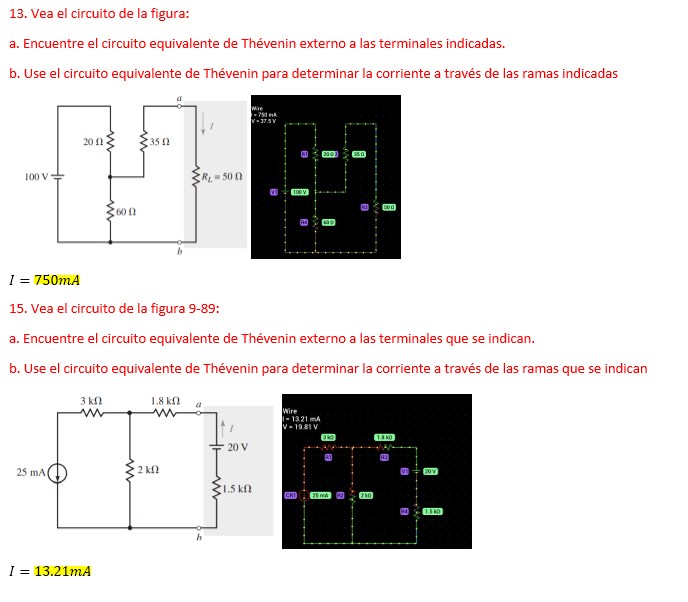 13. Vea el circuito de la figura:
a. Encuentre el circuito equivalente de Thévenin externo a las terminales indicadas.
b. Use el circuito equivalente de Thévenin para determinar la corriente a través de las ramas indicadas
a
I
20 Ω
35 Ω
100 V
R_L = 50 Ω
60 Ω
b
Wire
I = 750 mA
V = 37.5 V
R1
20 Ω
35 Ω
V1
100 V
R3
50 Ω
R4
60 Ω
I = 750mA
15. Vea el circuito de la figura 9-89:
a. Encuentre el circuito equivalente de Thévenin externo a las terminales que se indican.
b. Use el circuito equivalente de Thévenin para determinar la corriente a través de las ramas que se indican
3 kΩ
1.8 kΩ
a
I
20 V
25 mA
2 kΩ
1.5 kΩ
b
Wire
I = 13.21 mA
V = 19.81 V
3 kΩ
1.8 kΩ
R1
R3
V1
20 V
CR1
25 mA
R2
2 kΩ
R4
1.5 kΩ
I = 13.21mA